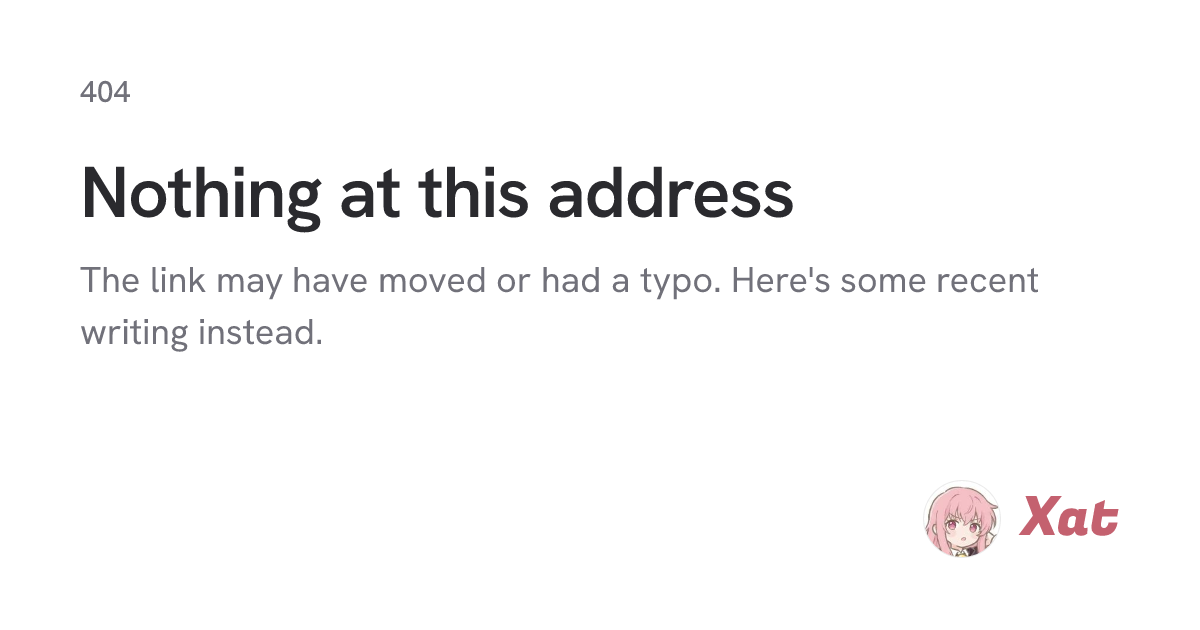 404
Nothing at this address
The link may have moved or had a typo. Here's some recent
writing instead.
Xat